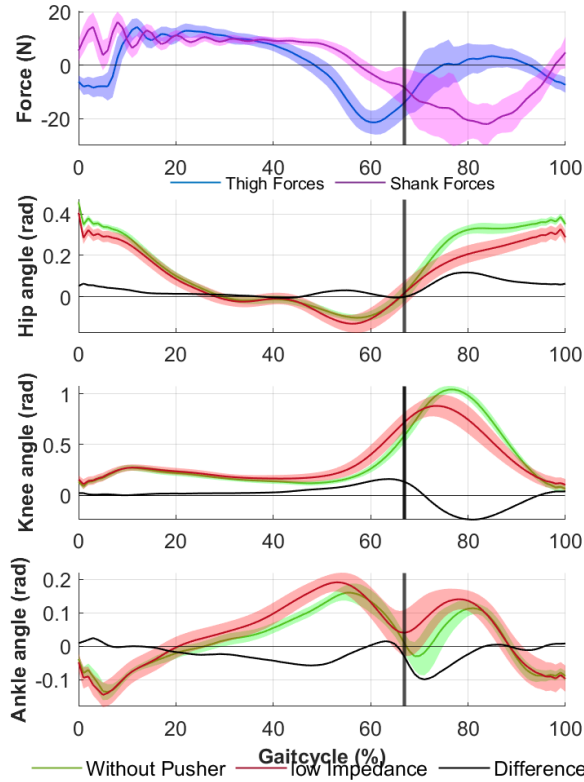 Force (N)
20
0
-20
0 20 40 60 80 100
Thigh Forces Shank Forces
Hip angle (rad)
0.4
0.2
0
0 20 40 60 80 100
Knee angle (rad)
1
0.5
0
0 20 40 60 80 100
Ankle angle (rad)
0.2
0.1
0
-0.1
0 20 40 60 80 100
Gaitcycle (%)
Without Pusher low Impedance Difference